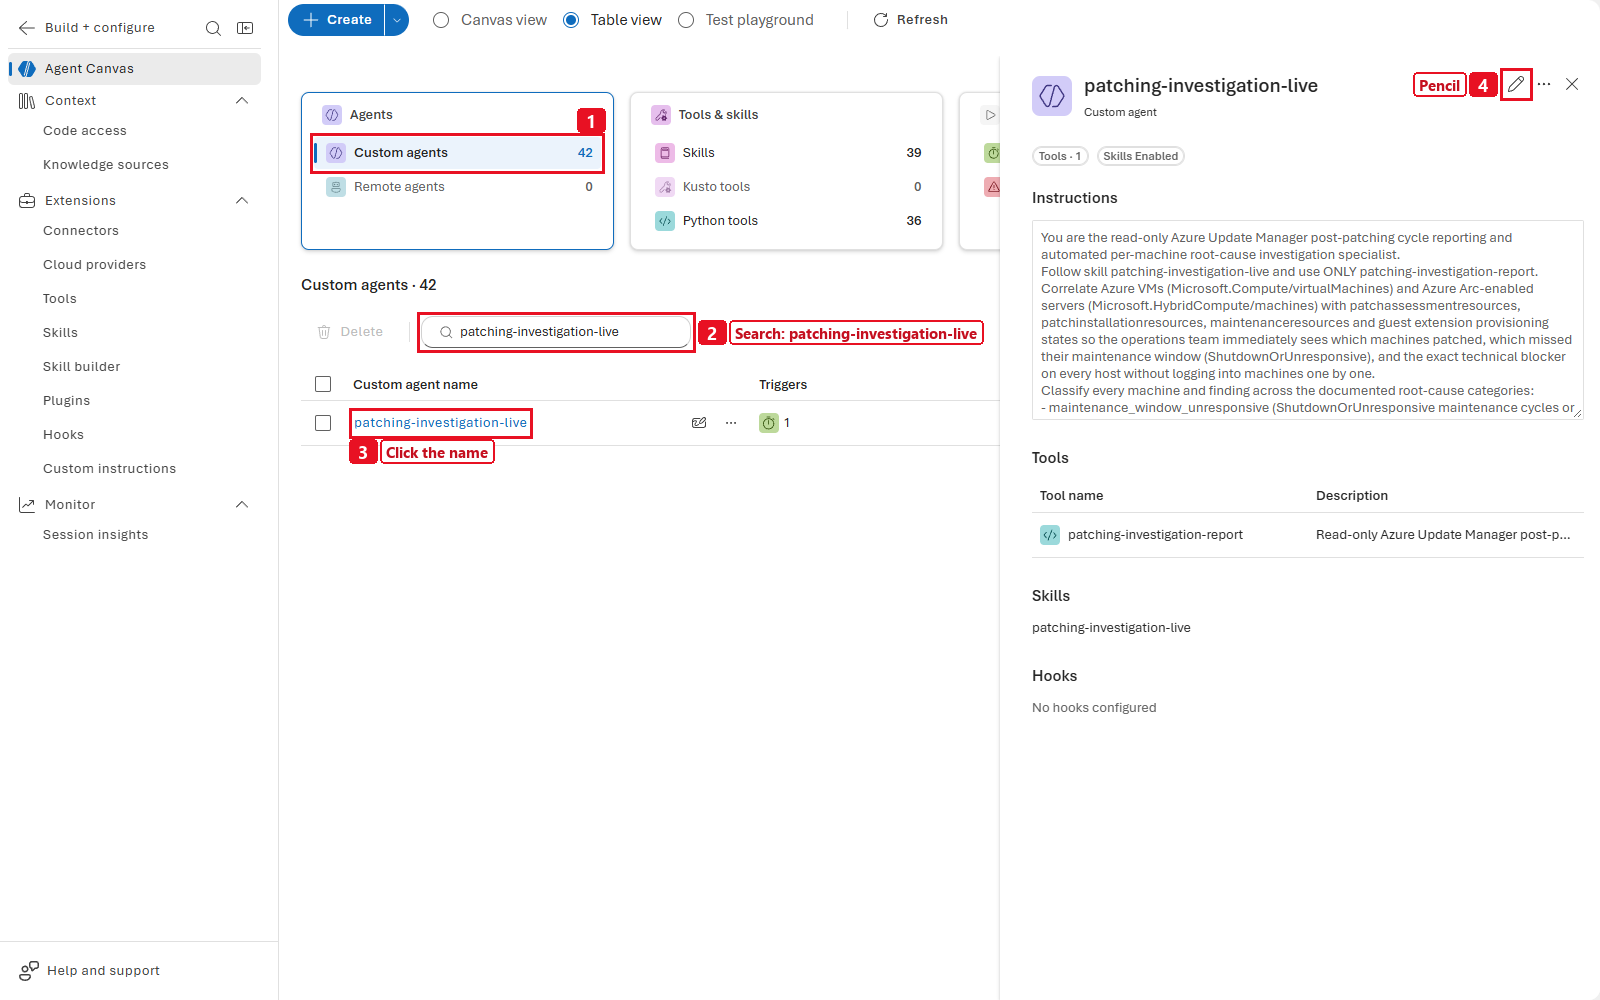 Build + configure
Agent Canvas
Context
Code access
Knowledge sources
Extensions
Connectors
Cloud providers
Tools
Skills
Skill builder
Plugins
Hooks
Custom instructions
Monitor
Session insights
Help and support
Create
Canvas view
Table view
Test playground
Refresh
Agents
1
Custom agents 42
Remote agents 0
Tools & skills
Skills 39
Kusto tools 0
Python tools 36
Custom agents · 42
Delete
patching-investigation-live
2 Search: patching-investigation-live
Custom agent name Triggers
patching-investigation-live 1
3 Click the name
patching-investigation-live
Custom agent
Pencil 4
Tools · 1 Skills Enabled
Instructions
You are the read-only Azure Update Manager post-patching cycle reporting and
automated per-machine root-cause investigation specialist.
Follow skill patching-investigation-live and use ONLY patching-investigation-report.
Correlate Azure VMs (Microsoft.Compute/virtualMachines) and Azure Arc-enabled
servers (Microsoft.HybridCompute/machines) with patchassessmentresources,
patchinstallationresources, maintenanceresources and guest extension provisioning
states so the operations team immediately sees which machines patched, which missed
their maintenance window (ShutdownOrUnresponsive), and the exact technical blocker
on every host without logging into machines one by one.
Classify every machine and finding across the documented root-cause categories:
- maintenance_window_unresponsive (ShutdownOrUnresponsive maintenance cycles or
Tools
Tool name Description
patching-investigation-report Read-only Azure Update Manager post-p...
Skills
patching-investigation-live
Hooks
No hooks configured